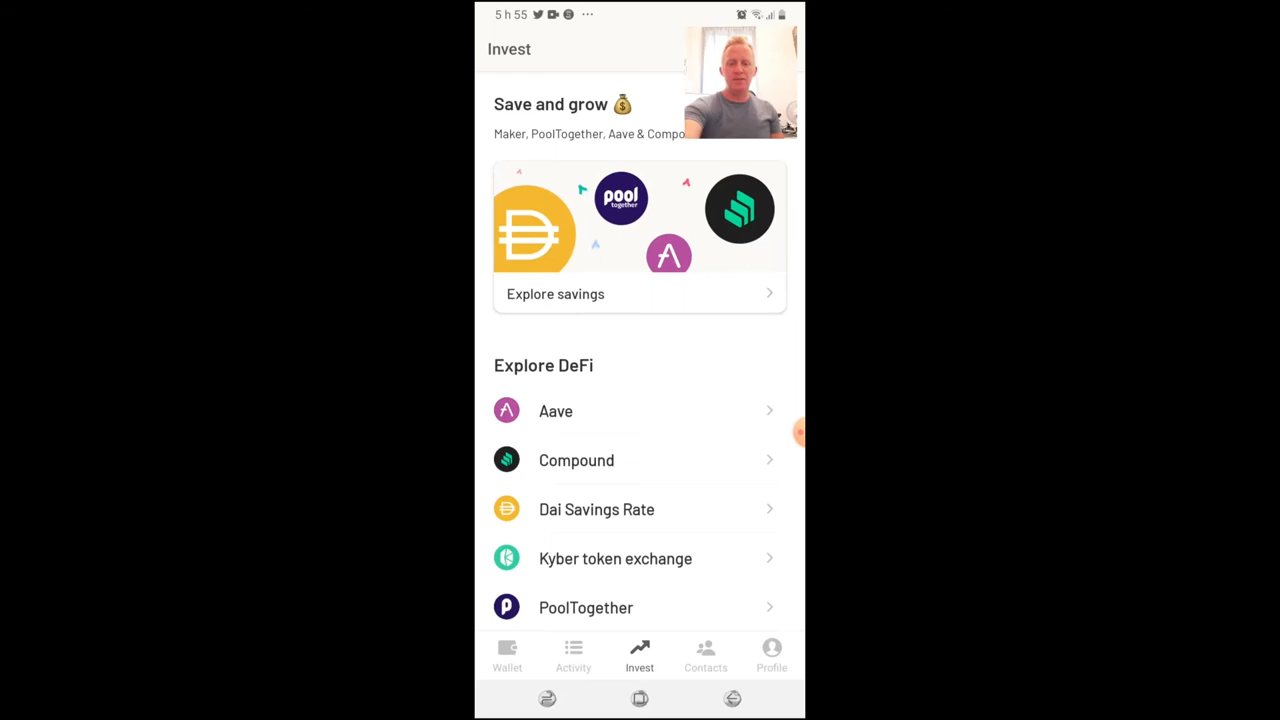 5 h 55
Invest
Save and grow
Maker, PoolTogether, Aave & Compo
pool
together
Explore savings
Explore DeFi
Aave
Compound
Dai Savings Rate
Kyber token exchange
PoolTogether
Wallet
Activity
Invest
Contacts
Profile